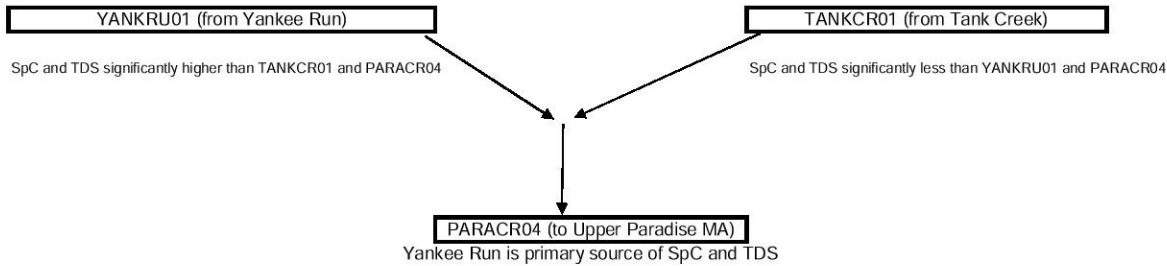 YANKRU01 (from Yankee Run)
TANKCR01 (from Tank Creek)
SpC and TDS significantly higher than TANKCR01 and PARACR04
SpC and TDS significantly less than YANKRU01 and PARACR04
PARACR04 (to Upper Paradise MA)
Yankee Run is primary source of SpC and TDS